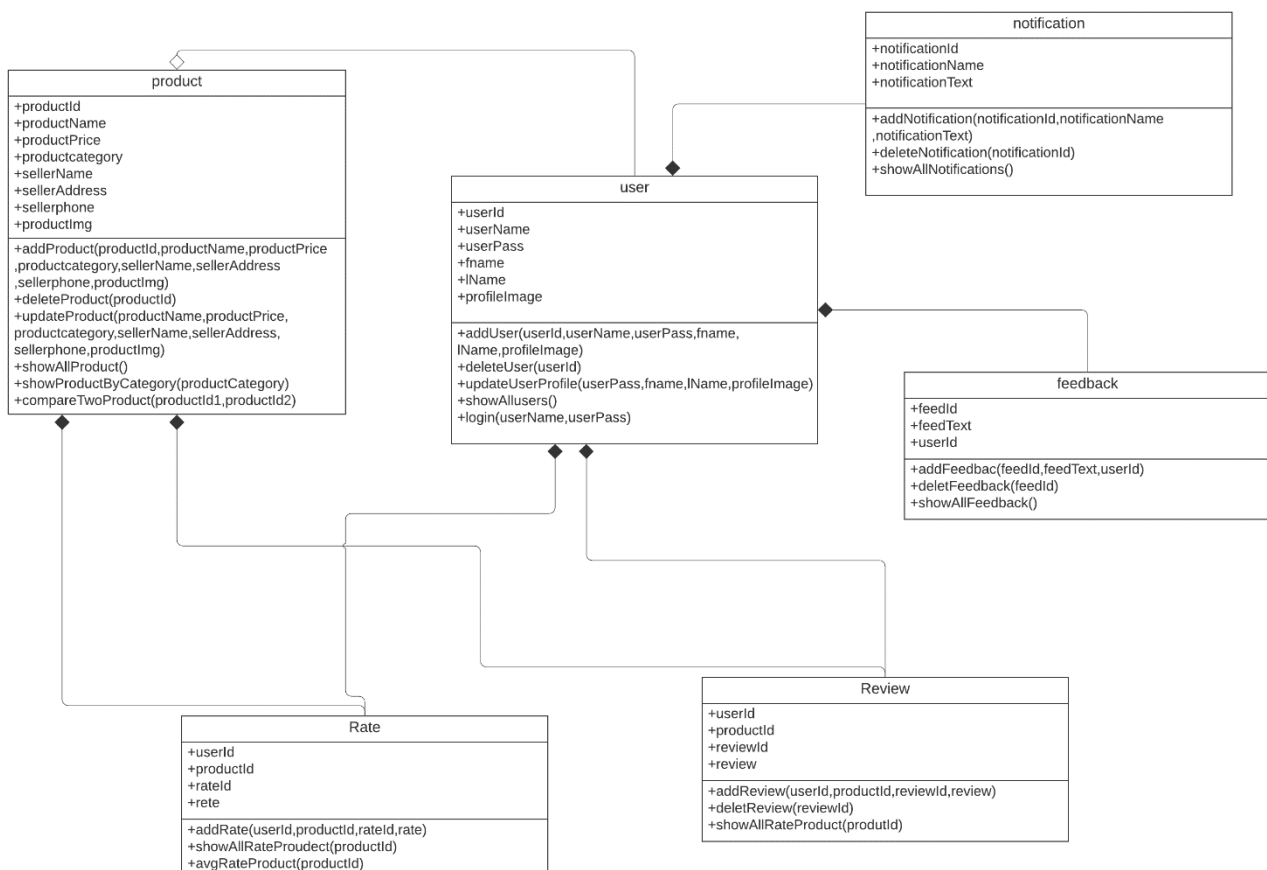 notification
+notificationId
+notificationName
+notificationText
+addNotification(notificationId,notificationName
,notificationText)
+deleteNotification(notificationId)
+showAllNotifications()
product
+productId
+productName
+productPrice
+productcategory
+sellerName
+sellerAddress
+sellerphone
+productImg
+addProduct(productId,productName,productPrice
,productcategory,sellerName,sellerAddress
,sellerphone,productImg)
+deleteProduct(productId)
+updateProduct(productName,productPrice,
productcategory,sellerName,sellerAddress,
sellerphone,productImg)
+showAllProduct()
+showProductByCategory(productCategory)
+compareTwoProduct(productId1,productId2)
user
+userId
+userName
+userPass
+fname
+lName
+profileImage
+addUser(userId,userName,userPass,fname,
lName,profileImage)
+deleteUser(userId)
+updateUserProfile(userPass,fname,lName,profileImage)
+showAllusers()
+login(userName,userPass)
feedback
+feedId
+feedText
+userId
+addFeedbac(feedId,feedText,userId)
+deletFeedback(feedId)
+showAllFeedback()
Rate
+userId
+productId
+rateId
+rete
+addRate(userId,productId,rateId,rate)
+showAllRateProudect(productId)
+avgRateProduct(productId)
Review
+userId
+productId
+reviewId
+review
+addReview(userId,productId,reviewId,review)
+deletReview(reviewId)
+showAllRateProduct(produtId)